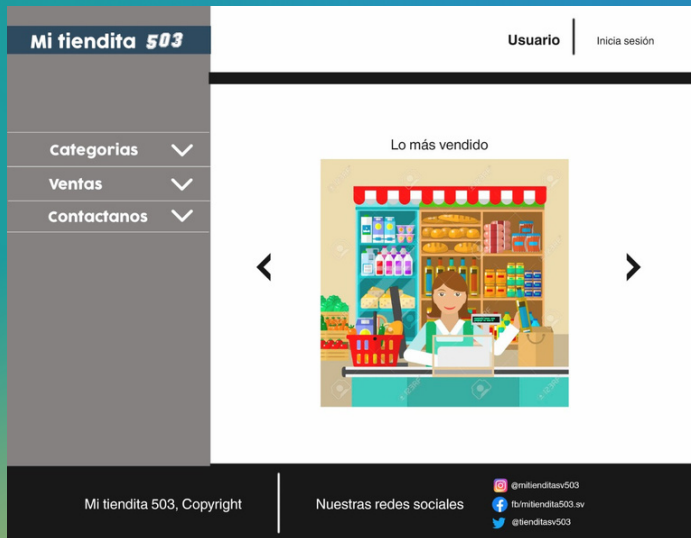 Mi tiendita 503
Usuario
Inicia sesión
Categorias
Ventas
Contactanos
Lo más vendido
Mi tiendita 503, Copyright
Nuestras redes sociales
@mitienditasv503
fb/mitiendita503.sv
@tienditasv503